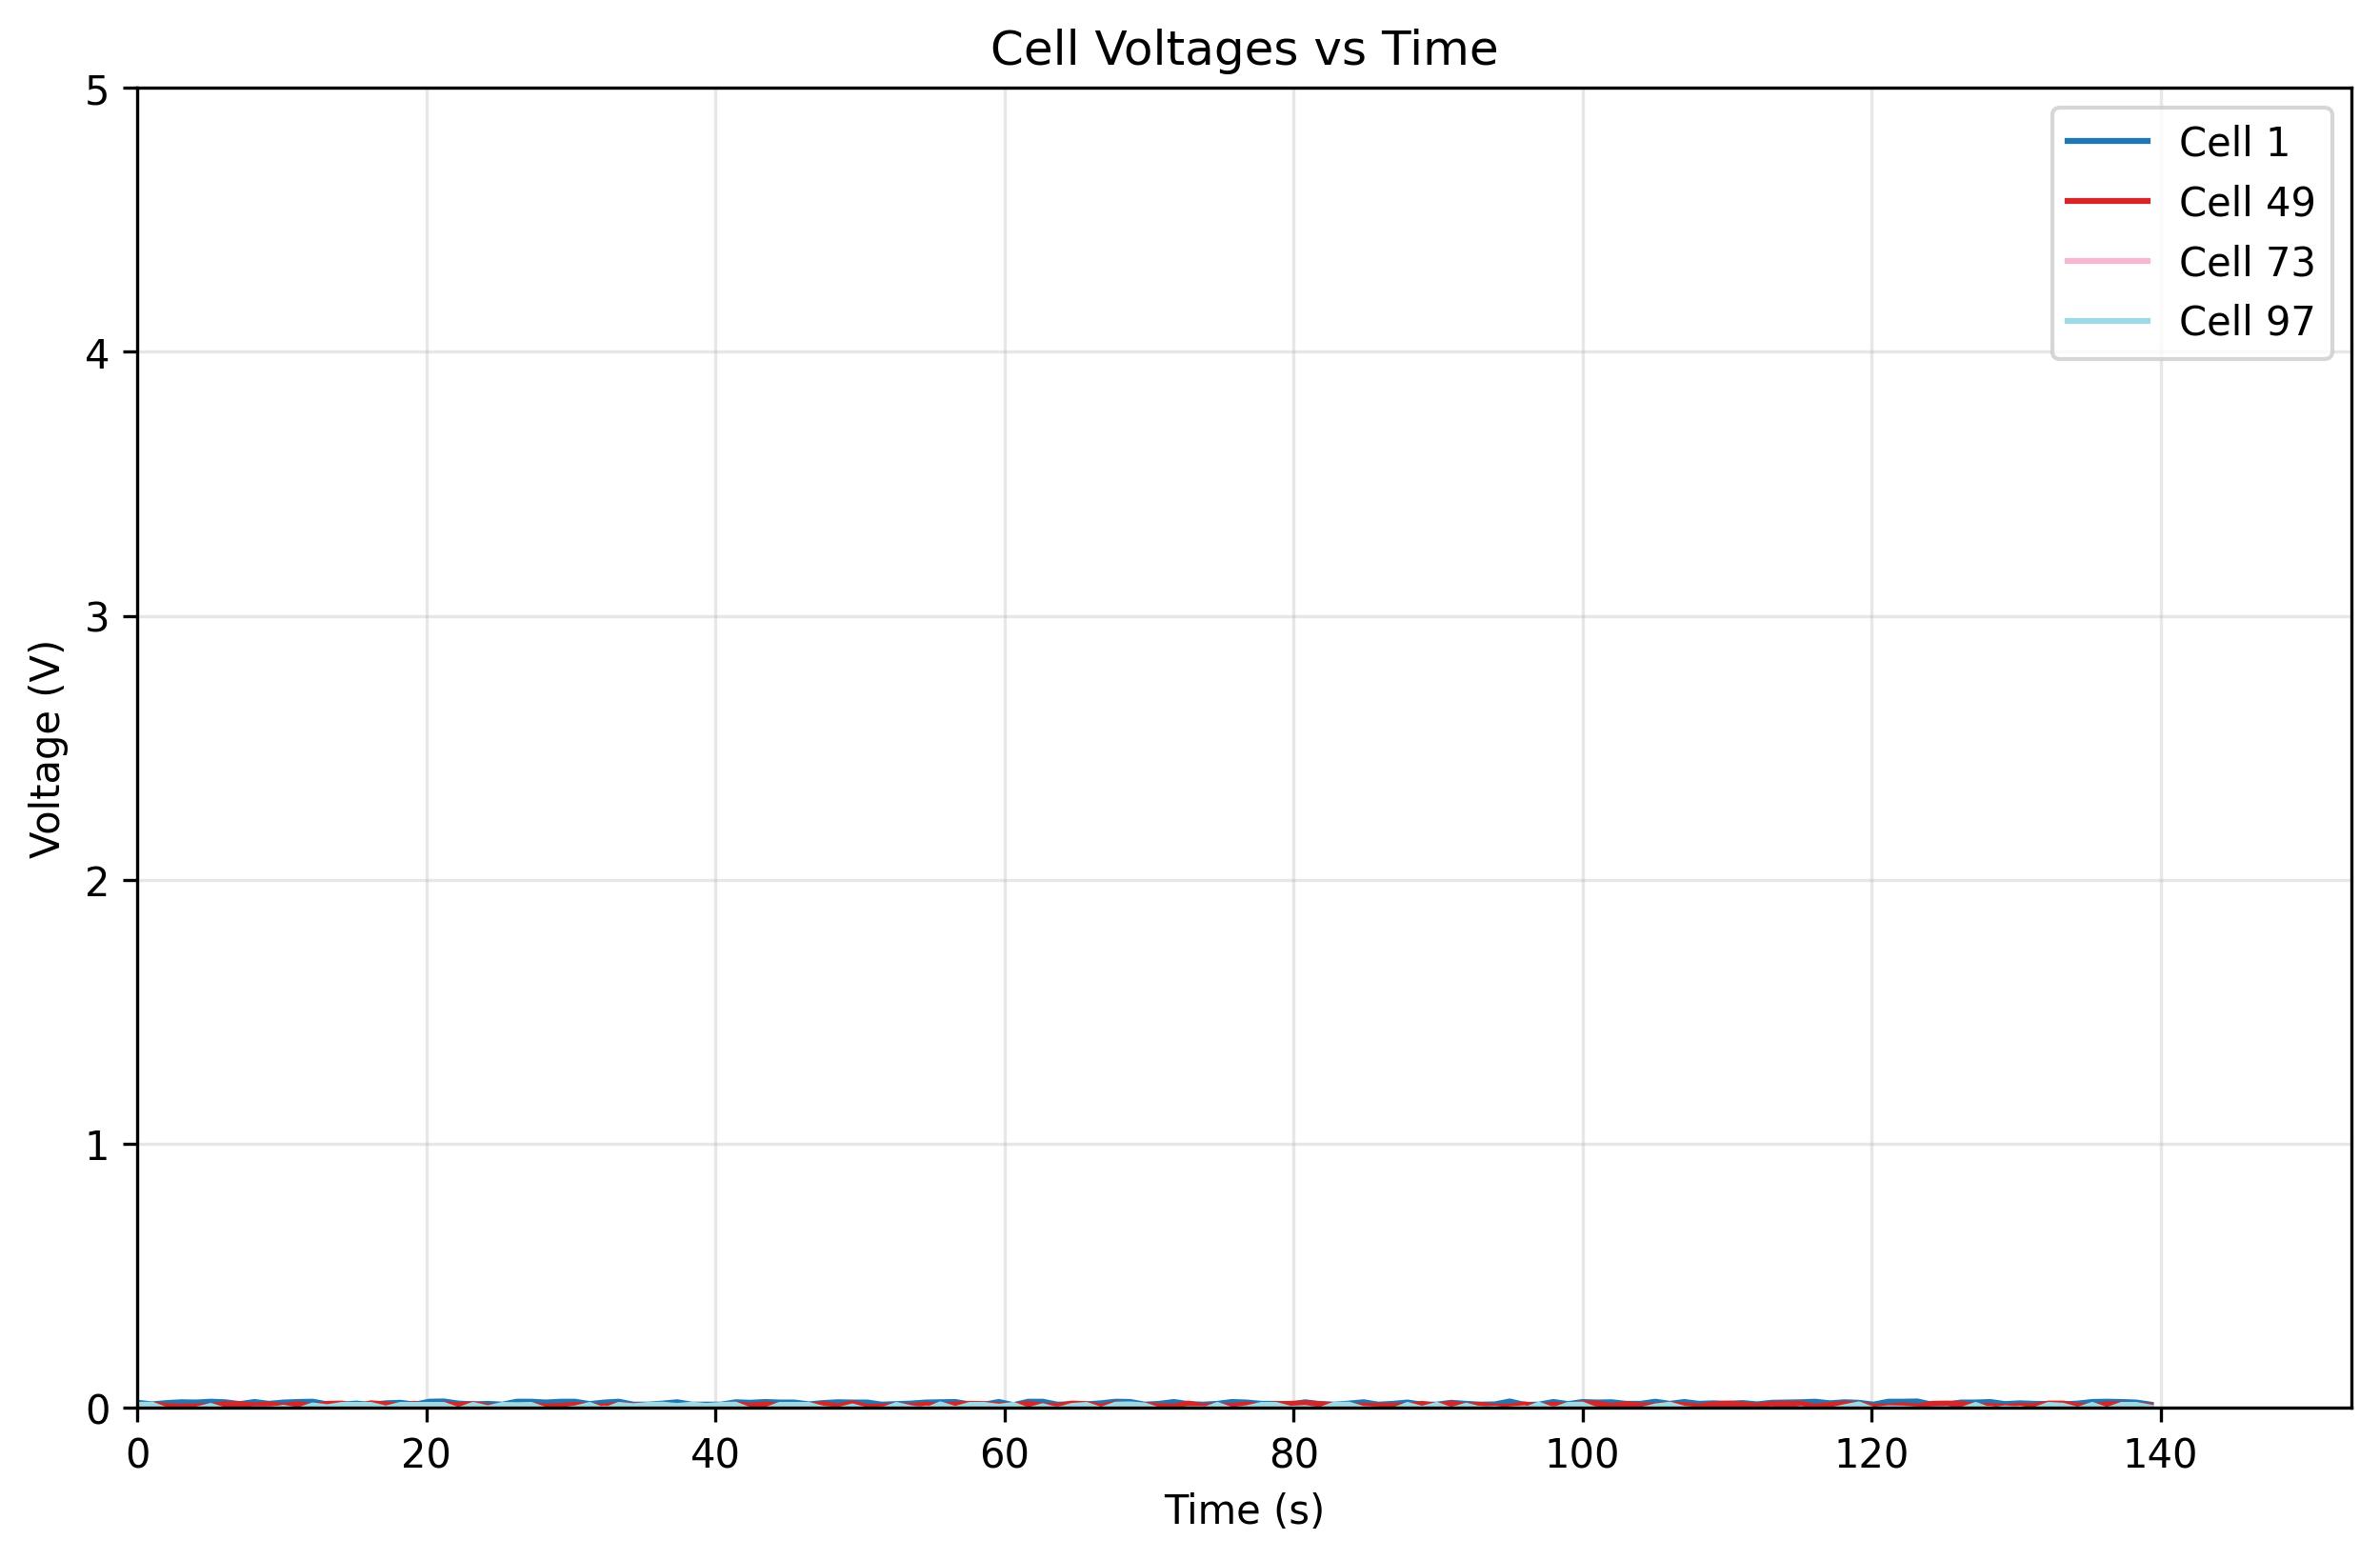 Cell Voltages vs Time
Cell 1
Cell 49
Cell 73
Cell 97
5
4
3
2
1
0
Voltage (V)
0 20 40 60 80 100 120 140
Time (s)